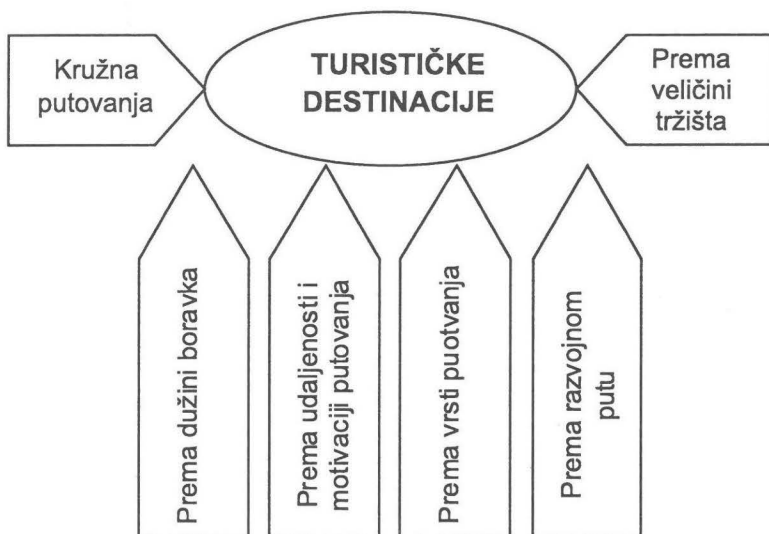 Kružna
putovanja
TURISTIČKE
DESTINACIJE
Prema
veličini
tržišta
Prema dužini boravka
Prema udaljenosti i
motivaciji putovanja
Prema vrsti puotvanja
Prema razvojnom
putu